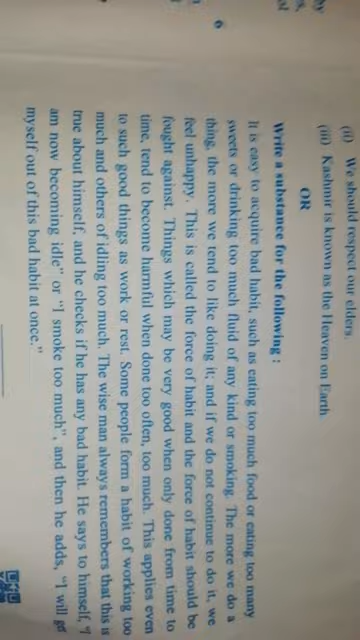 by
6
(ii) We should respect our elders.
(iii) Kashmir is known as the Heaven on Earth
OR
Write a substance for the following :
It is easy to acquire bad habit, such as eating too much food or eating too many
sweets or drinking too much fluid of any kind or smoking. The more we do a
thing, the more we tend to like doing it; and if we do not continue to do it, we
feel unhappy. This is called the force of habit and the force of habit should be
fought against. Things which may be very good when only done from time to
time, tend to become harmful when done too often, too much. This applies even
to such good things as work or rest. Some people form a habit of working too
much and others of idling too much. The wise man always remembers that this is
true about himself, and he checks if he has any bad habit. He says to himself, "I
am now becoming idle" or "I smoke too much", and then he adds, "I will get
myself out of this bad habit at once."